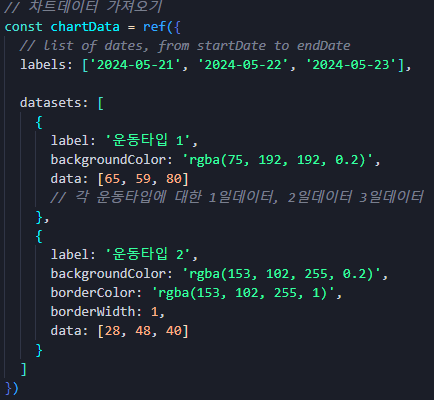 // 차트데이터 가져오기
const chartData = ref({
  // list of dates, from startDate to endDate
  labels: ['2024-05-21', '2024-05-22', '2024-05-23'],

  datasets: [
    {
      label: '운동타입 1',
      backgroundColor: 'rgba(75, 192, 192, 0.2)',
      data: [65, 59, 80]
      // 각 운동타입에 대한 1일데이터, 2일데이터 3일데이터
    },
    {
      label: '운동타입 2',
      backgroundColor: 'rgba(153, 102, 255, 0.2)',
      borderColor: 'rgba(153, 102, 255, 1)',
      borderWidth: 1,
      data: [28, 48, 40]
    }
  ]
})